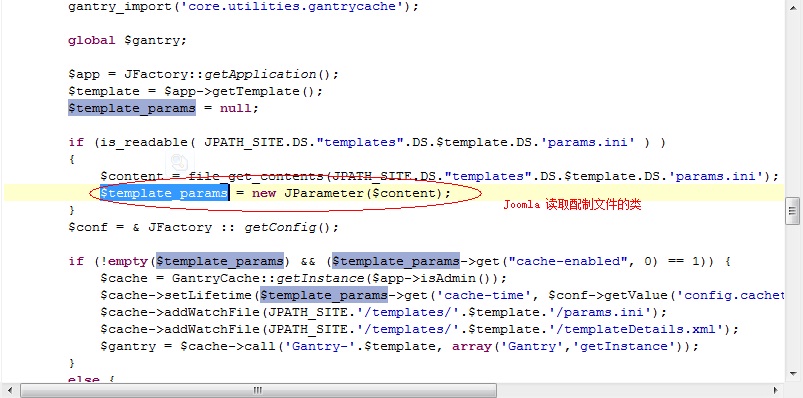 gantry_import('core.utilities.gantrycache');
global $gantry;
$app = JFactory::getApplication();
$template = $app->getTemplate();
$template_params = null;
if (is_readable( JPATH_SITE.DS."templates".DS.$template.DS.'params.ini' ) )
{
$content = file_get_contents(JPATH_SITE.DS."templates".DS.$template.DS.'params.ini');
$template_params = new JParameter($content);
Joomla 读取配制文件的类
}
$conf = & JFactory :: getConfig();
if (!empty($template_params) && ($template_params->get("cache-enabled", 0) == 1)) {
$cache = GantryCache::getInstance($app->isAdmin());
$cache->setLifetime($template_params->get('cache-time', $conf->getValue('config.cachet
$cache->addWatchFile(JPATH_SITE.'/templates/'.$template.'/params.ini');
$cache->addWatchFile(JPATH_SITE.'/templates/'.$template.'/templateDetails.xml');
$gantry = $cache->call('Gantry-'.$template, array('Gantry','getInstance'));
}
else {